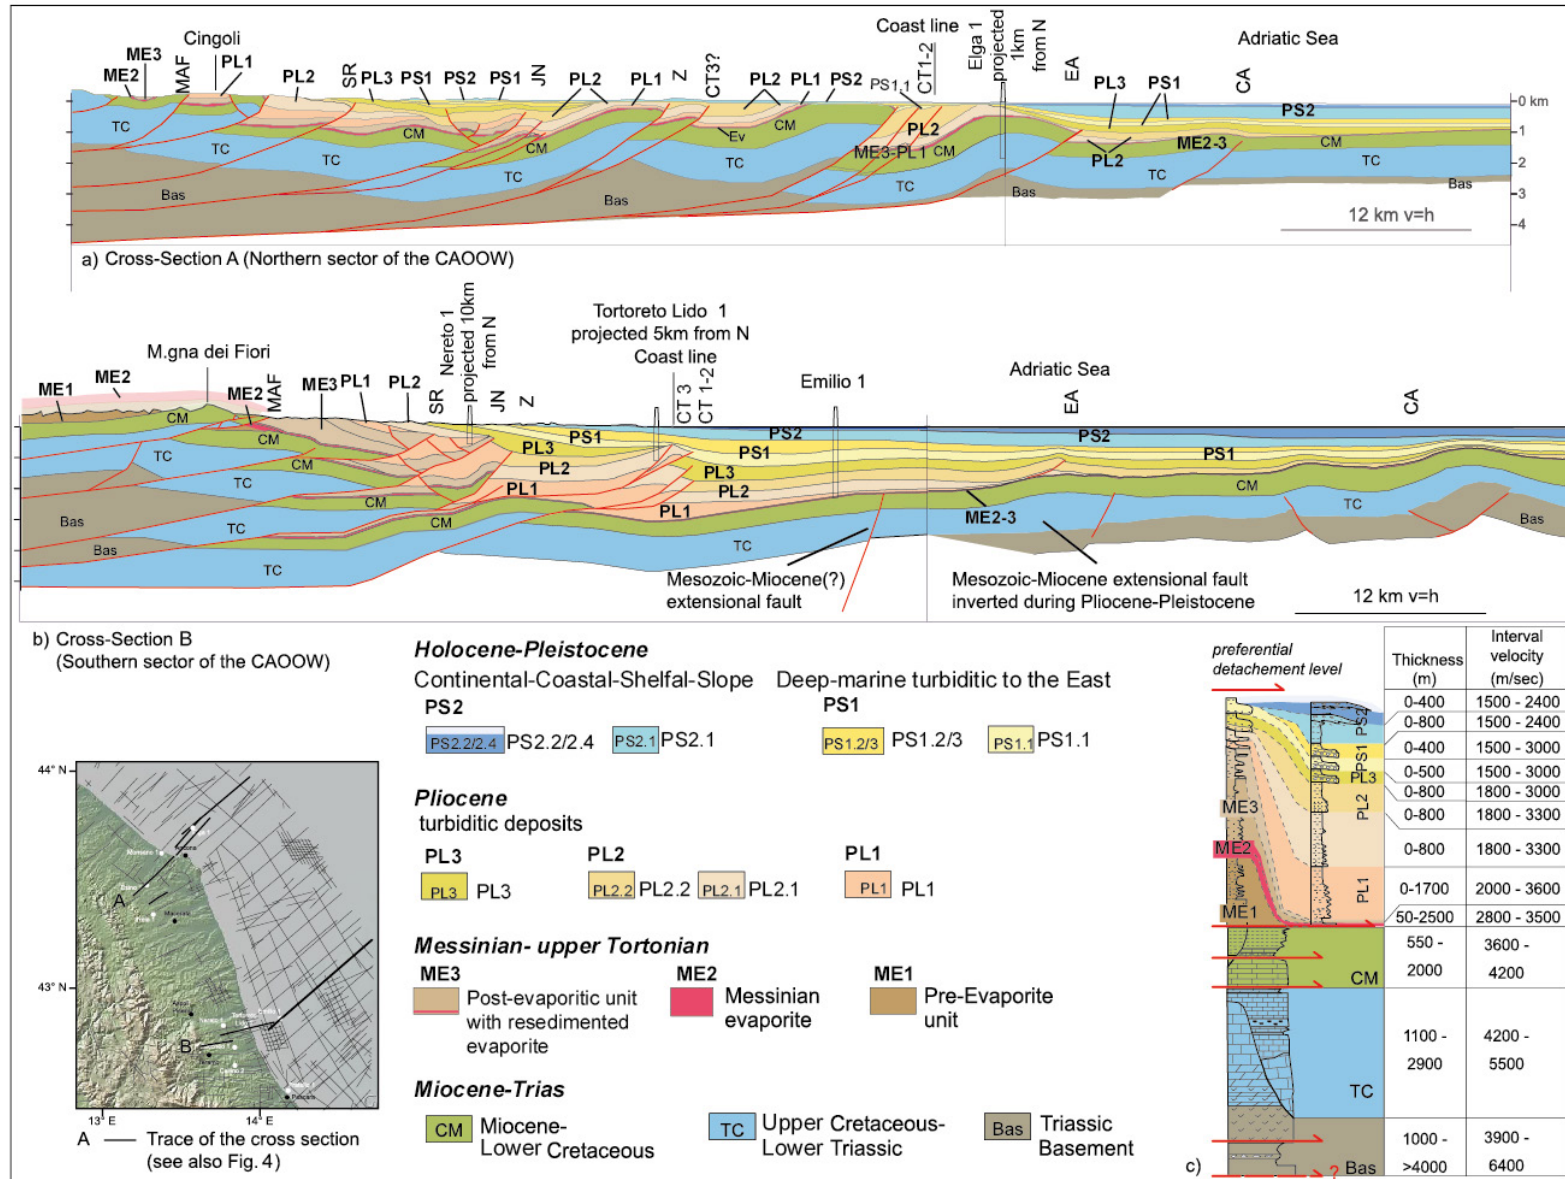 Cingoli
Coast line
Elga 1
projected
1km
from N
Adriatic Sea
ME3
ME2
MAF
PL1
PL2
SR
PL3
PS1
PS2
PS1
JN
PL2
PL1
Z
CT3?
PL2
PL1
PS2
PS1.1
CT1-2
EA
PL3
PS1
CA
0 km
PS2
TC
CM
CM
Ev
CM
PL2
1
TC
ME3-PL1
CM
PL2
ME2-3
CM
TC
TC
TC
TC
TC
TC
2
Bas
Bas
Bas
Bas
3
12 km v=h
4
a) Cross-Section A (Northern sector of the CAOOW)
M.gna dei Fiori
Nereto 1
projected 10km
from N
Tortoreto Lido 1
projected 5km from N
Coast line
Emilio 1
Adriatic Sea
ME1
ME2
ME2
MAF
ME3
PL1
PL2
SR
JN
Z
CT 3
CT 1-2
EA
CA
CM
PS1
PS2
PS2
CM
PL3
PS1
PS1
TC
CM
PL2
PL3
TC
PL1
PL2
CM
CM
PL1
ME2-3
TC
Bas
TC
CM
Bas
Bas
TC
TC
Mesozoic-Miocene(?)
extensional fault
Mesozoic-Miocene extensional fault
inverted during Pliocene-Pleistocene
12 km v=h
b) Cross-Section B
(Southern sector of the CAOOW)
Holocene-Pleistocene
Continental-Coastal-Shelfal-Slope
Deep-marine turbiditic to the East
PS2
PS1
PS2.2/2.4 PS2.2/2.4
PS2.1 PS2.1
PS1.2/3 PS1.2/3
PS1.1 PS1.1
Pliocene
turbiditic deposits
PL3
PL2
PL1
PL3 PL3
PL2.2 PL2.2
PL2.1 PL2.1
PL1 PL1
Messinian- upper Tortonian
ME3
ME2
ME1
Post-evaporitic unit
with resedimented
evaporite
Messinian
evaporite
Pre-Evaporite
unit
Miocene-Trias
CM Miocene-
Lower Cretaceous
TC Upper Cretaceous-
Lower Triassic
Bas Triassic
Basement
44° N
43° N
A
B
13° E
14° E
A Trace of the cross section
(see also Fig. 4)
preferential
detachement level
Thickness
(m)
Interval
velocity
(m/sec)
0-400 1500 - 2400
0-800 1500 - 2400
0-400 1500 - 3000
0-500 1500 - 3000
0-800 1800 - 3000
0-800 1800 - 3300
0-800 1800 - 3300
0-1700 2000 - 3600
50-2500 2800 - 3500
550 -
2000
3600 -
4200
1100 -
2900
4200 -
5500
1000 -
>4000
3900 -
6400
PS2
PS1
PL3
PL2
ME3
ME2
PL1
ME1
CM
TC
Bas
?
c)